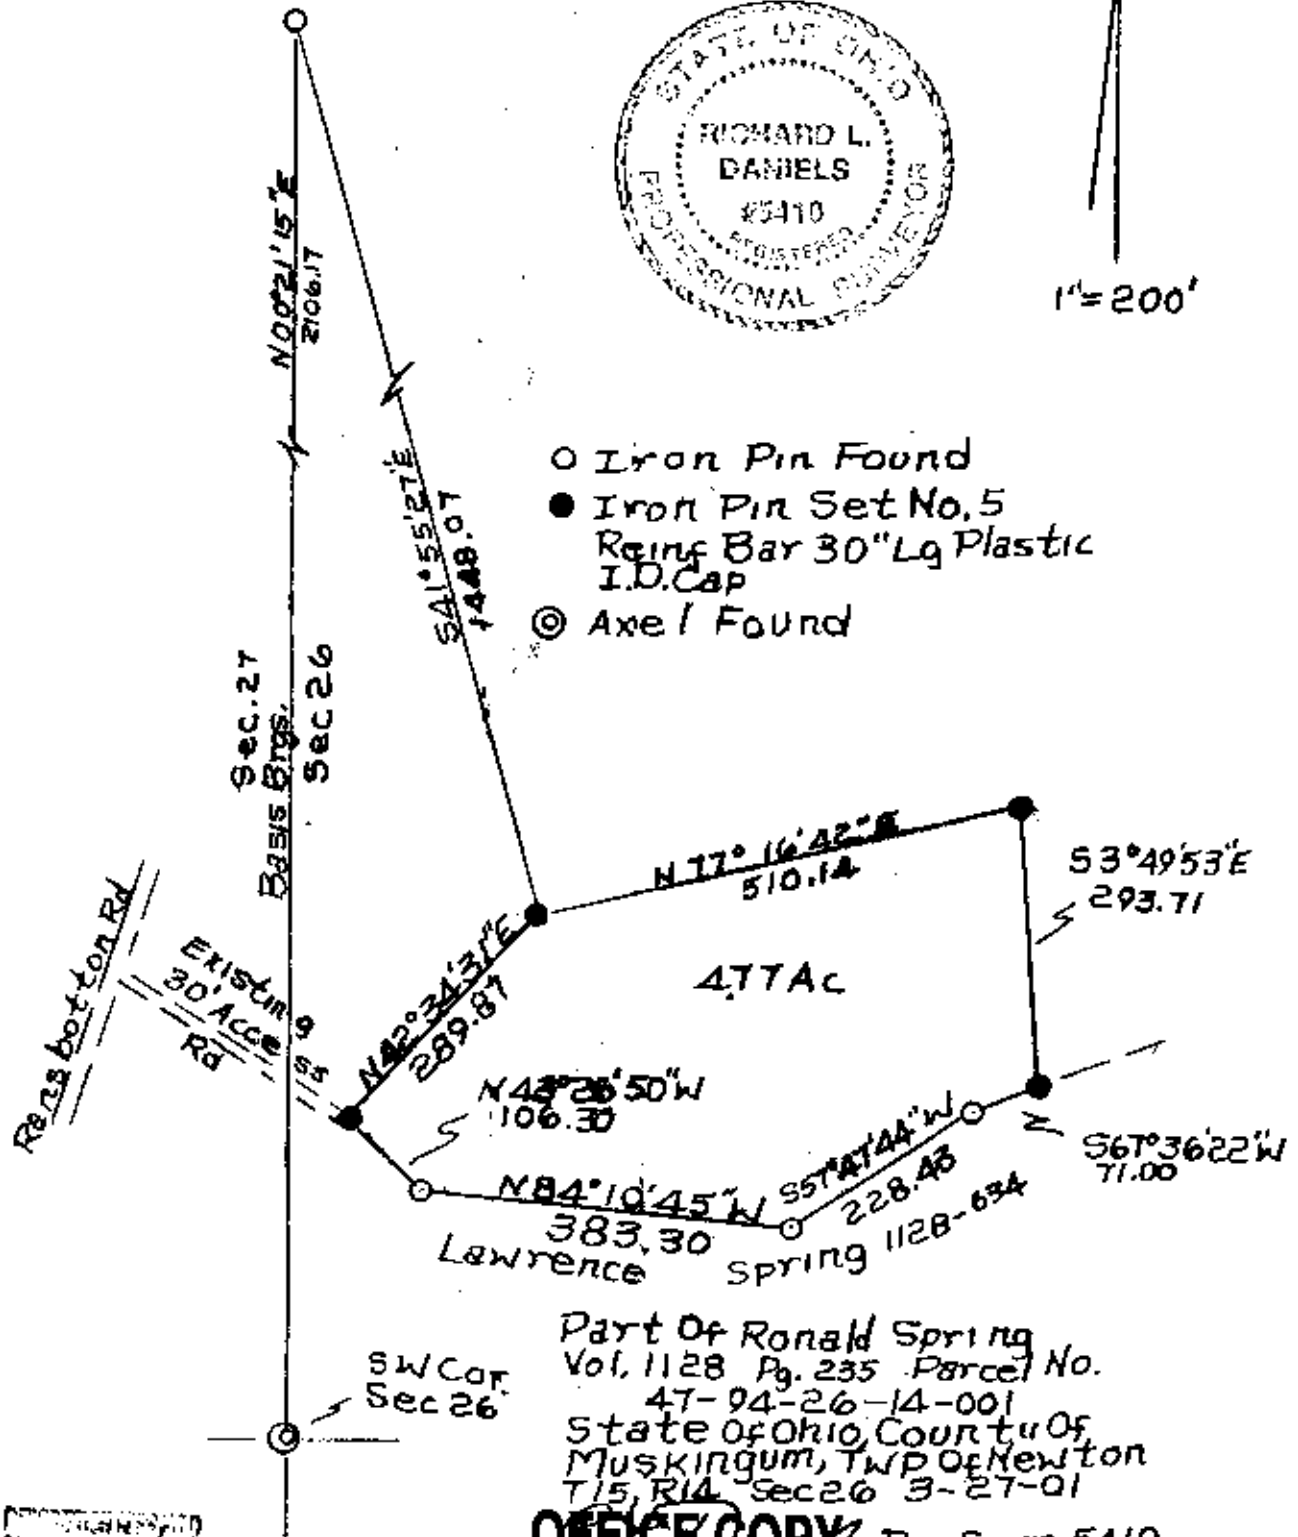 STATE OF OHIO
RICHARD L.
DANIELS
REGISTERED
PROFESSIONAL SURVEYOR
1"=200'
N00°21'15"E
2106.17
S41°55'27"E
1448.07
Iron Pin Found
Iron Pin Set No. 5
Reinf Bar 30" Lg Plastic
I.D. Cap
Axel Found
Sec. 27
Basis Brgs.
Sec 26
N 77° 16' 42" E
510.14
S 3°49'53"E
293.71
4.77 Ac
Existing
30' Access
Rd
N42°34'31"E
289.87
106.30
N84°10'45"W
383.30
S57°47'44"W
228.43
S67°36'22"W
71.00
Lawrence Spring 1128-634
SW Cor.
Sec 26
Part Of Ronald Spring
Vol. 1128 Pg. 235 Parcel No.
47-94-26-14-001
State Of Ohio, County Of
Muskingum, Twp Of Newton
T15, R14 Sec 26 3-27-01
OFFICE COPY